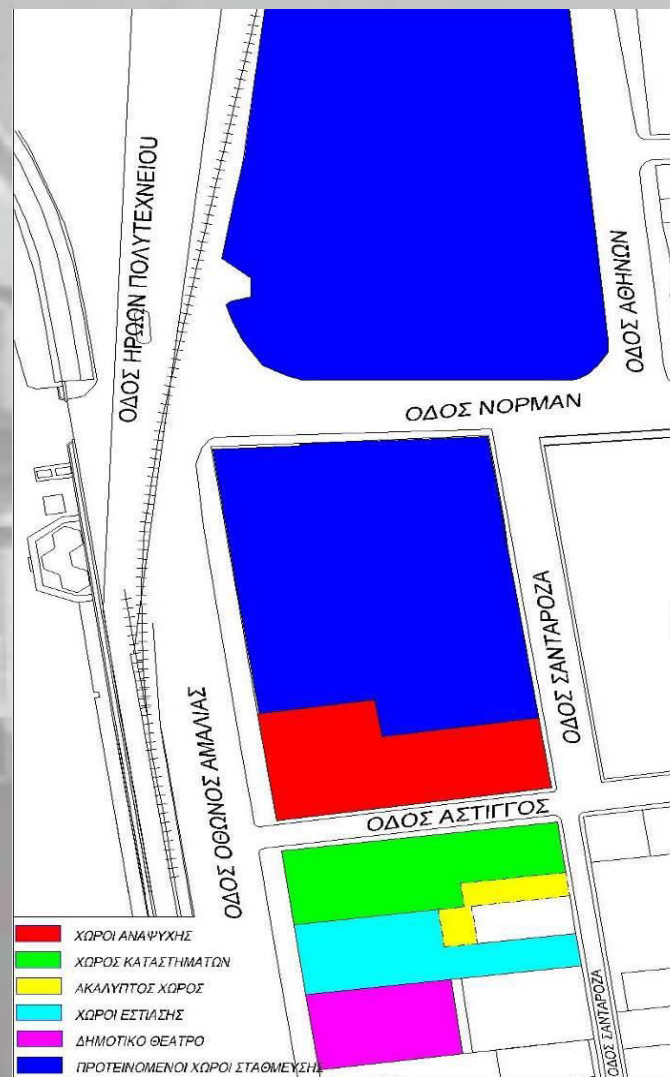 ΟΔΟΣ ΗΡΩΩΝ ΠΟΛΥΤΕΧΝΕΙΟΥ
ΟΔΟΣ ΑΘΗΝΩΝ
ΟΔΟΣ ΝΟΡΜΑΝ
ΟΔΟΣ ΣΑΝΤΑΡΟΖΑ
ΟΔΟΣ ΟΘΩΝΟΣ ΑΜΑΛΙΑΣ
ΟΔΟΣ ΑΣΤΙΓΓΟΣ
ΟΔΟΣ ΣΑΝΤΑΡΟΖΑ
ΧΩΡΟΙ ΑΝΑΨΥΧΗΣ
ΧΩΡΟΣ ΚΑΤΑΣΤΗΜΑΤΩΝ
ΑΚΑΛΥΠΤΟΣ ΧΩΡΟΣ
ΧΩΡΟΙ ΕΣΤΙΑΣΗΣ
ΔΗΜΟΤΙΚΟ ΘΕΑΤΡΟ
ΠΡΟΤΕΙΝΟΜΕΝΟΙ ΧΩΡΟΙ ΣΤΑΘΜΕΥΣΗΣ